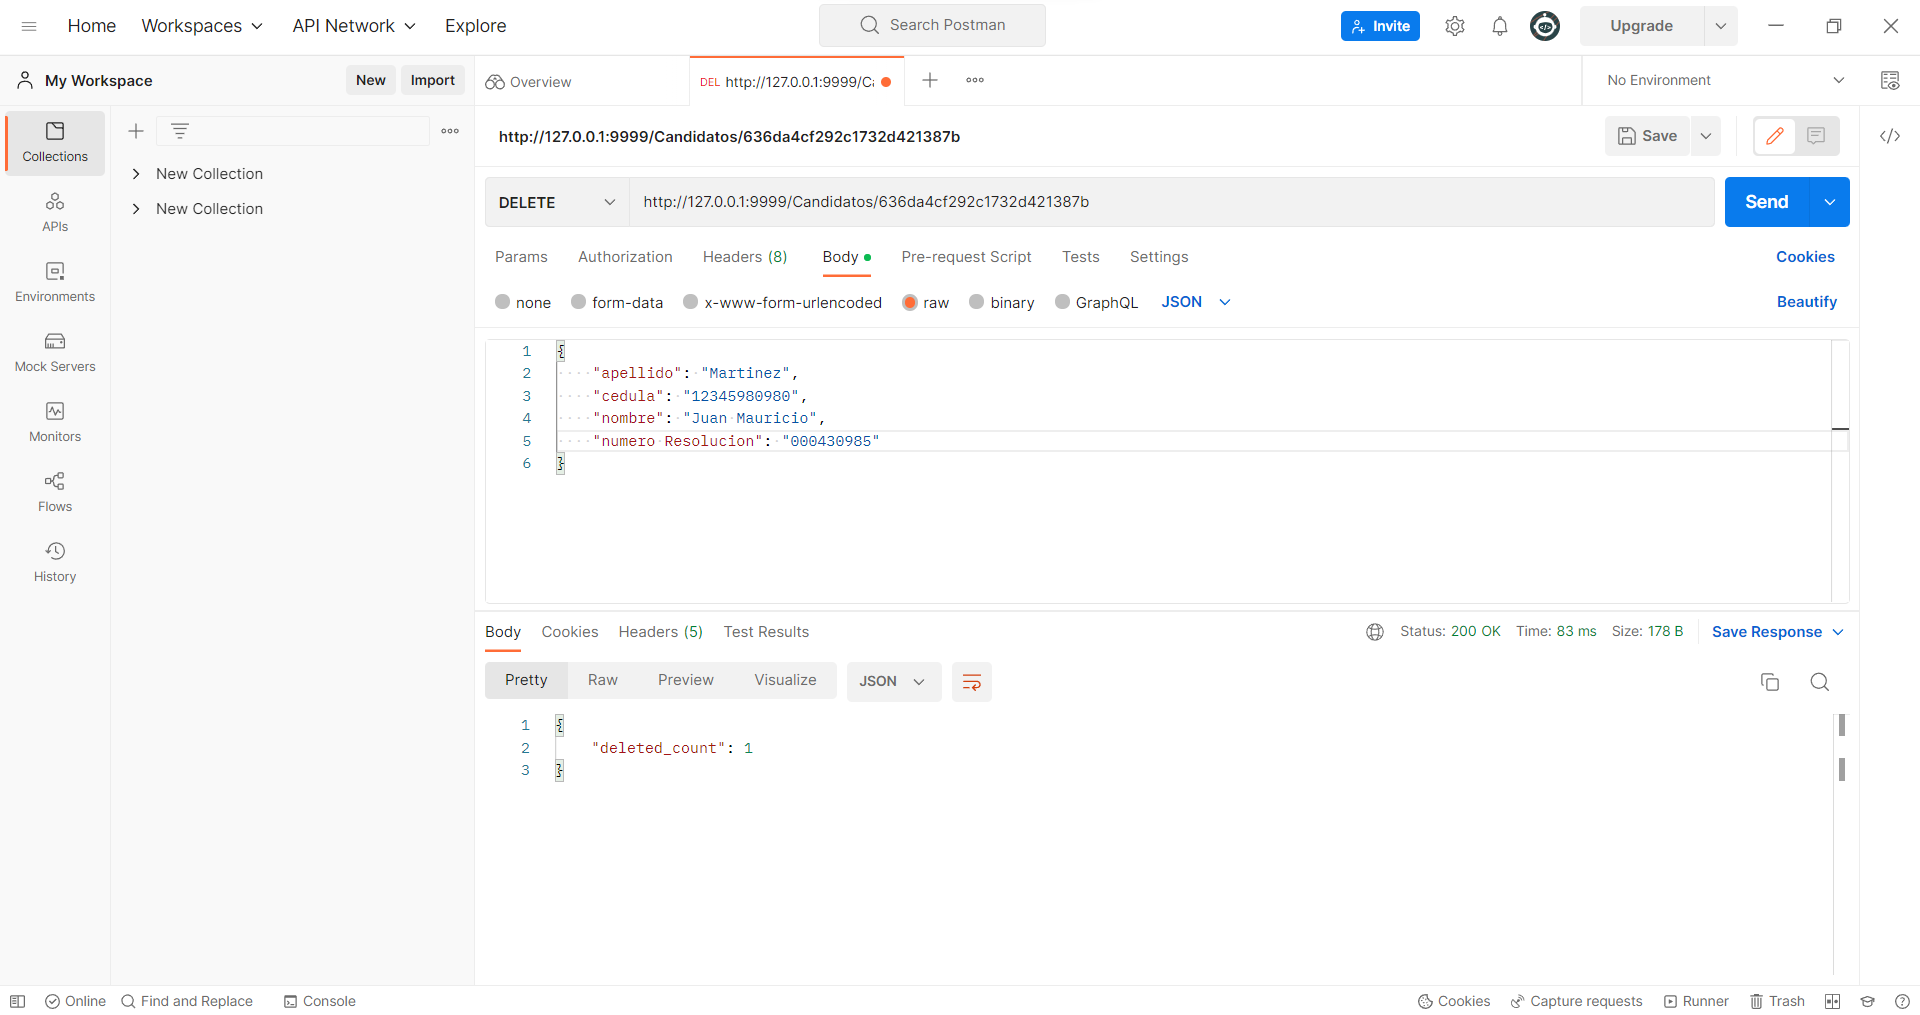 Home Workspaces API Network Explore Search Postman Invite Upgrade
My Workspace New Import Overview DEL http://127.0.0.1:9999/Ca No Environment
Collections
APIs
Environments
Mock Servers
Monitors
Flows
History
New Collection
New Collection
http://127.0.0.1:9999/Candidatos/636da4cf292c1732d421387b Save
DELETE http://127.0.0.1:9999/Candidatos/636da4cf292c1732d421387b Send
Params Authorization Headers (8) Body Pre-request Script Tests Settings Cookies
none form-data x-www-form-urlencoded raw binary GraphQL JSON Beautify
1 {
2 "apellido": "Martinez",
3 "cedula": "12345980980",
4 "nombre": "Juan Mauricio",
5 "numero Resolucion": "000430985"
6 }
Body Cookies Headers (5) Test Results Status: 200 OK Time: 83 ms Size: 178 B Save Response
Pretty Raw Preview Visualize JSON
1 {
2 "deleted_count": 1
3 }
Online Find and Replace Console Cookies Capture requests Runner Trash